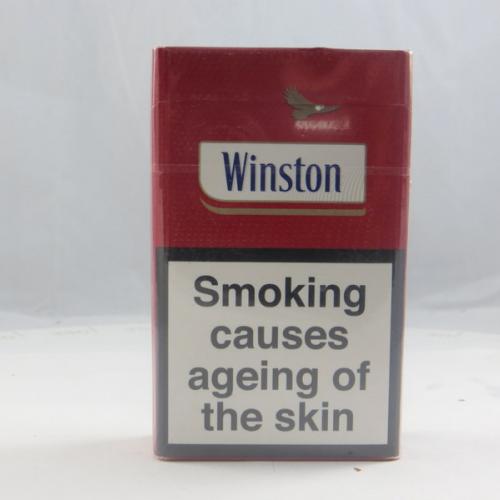 Winston
Smoking
causes
ageing of
the skin